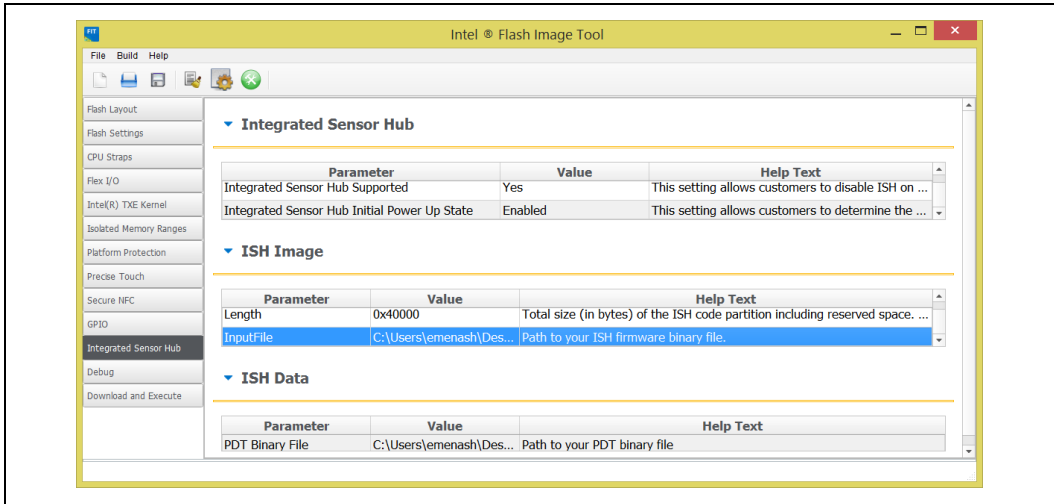 FIT
Intel ® Flash Image Tool
File Build Help
Flash Layout
Flash Settings
CPU Straps
Flex I/O
Intel(R) TXE Kernel
Isolated Memory Ranges
Platform Protection
Precise Touch
Secure NFC
GPIO
Integrated Sensor Hub
Debug
Download and Execute
Integrated Sensor Hub
Parameter Value Help Text
Integrated Sensor Hub Supported Yes This setting allows customers to disable ISH on ...
Integrated Sensor Hub Initial Power Up State Enabled This setting allows customers to determine the ...
ISH Image
Parameter Value Help Text
Length 0x40000 Total size (in bytes) of the ISH code partition including reserved space. ...
InputFile C:\Users\emenash\Des... Path to your ISH firmware binary file.
ISH Data
Parameter Value Help Text
PDT Binary File C:\Users\emenash\Des... Path to your PDT binary file